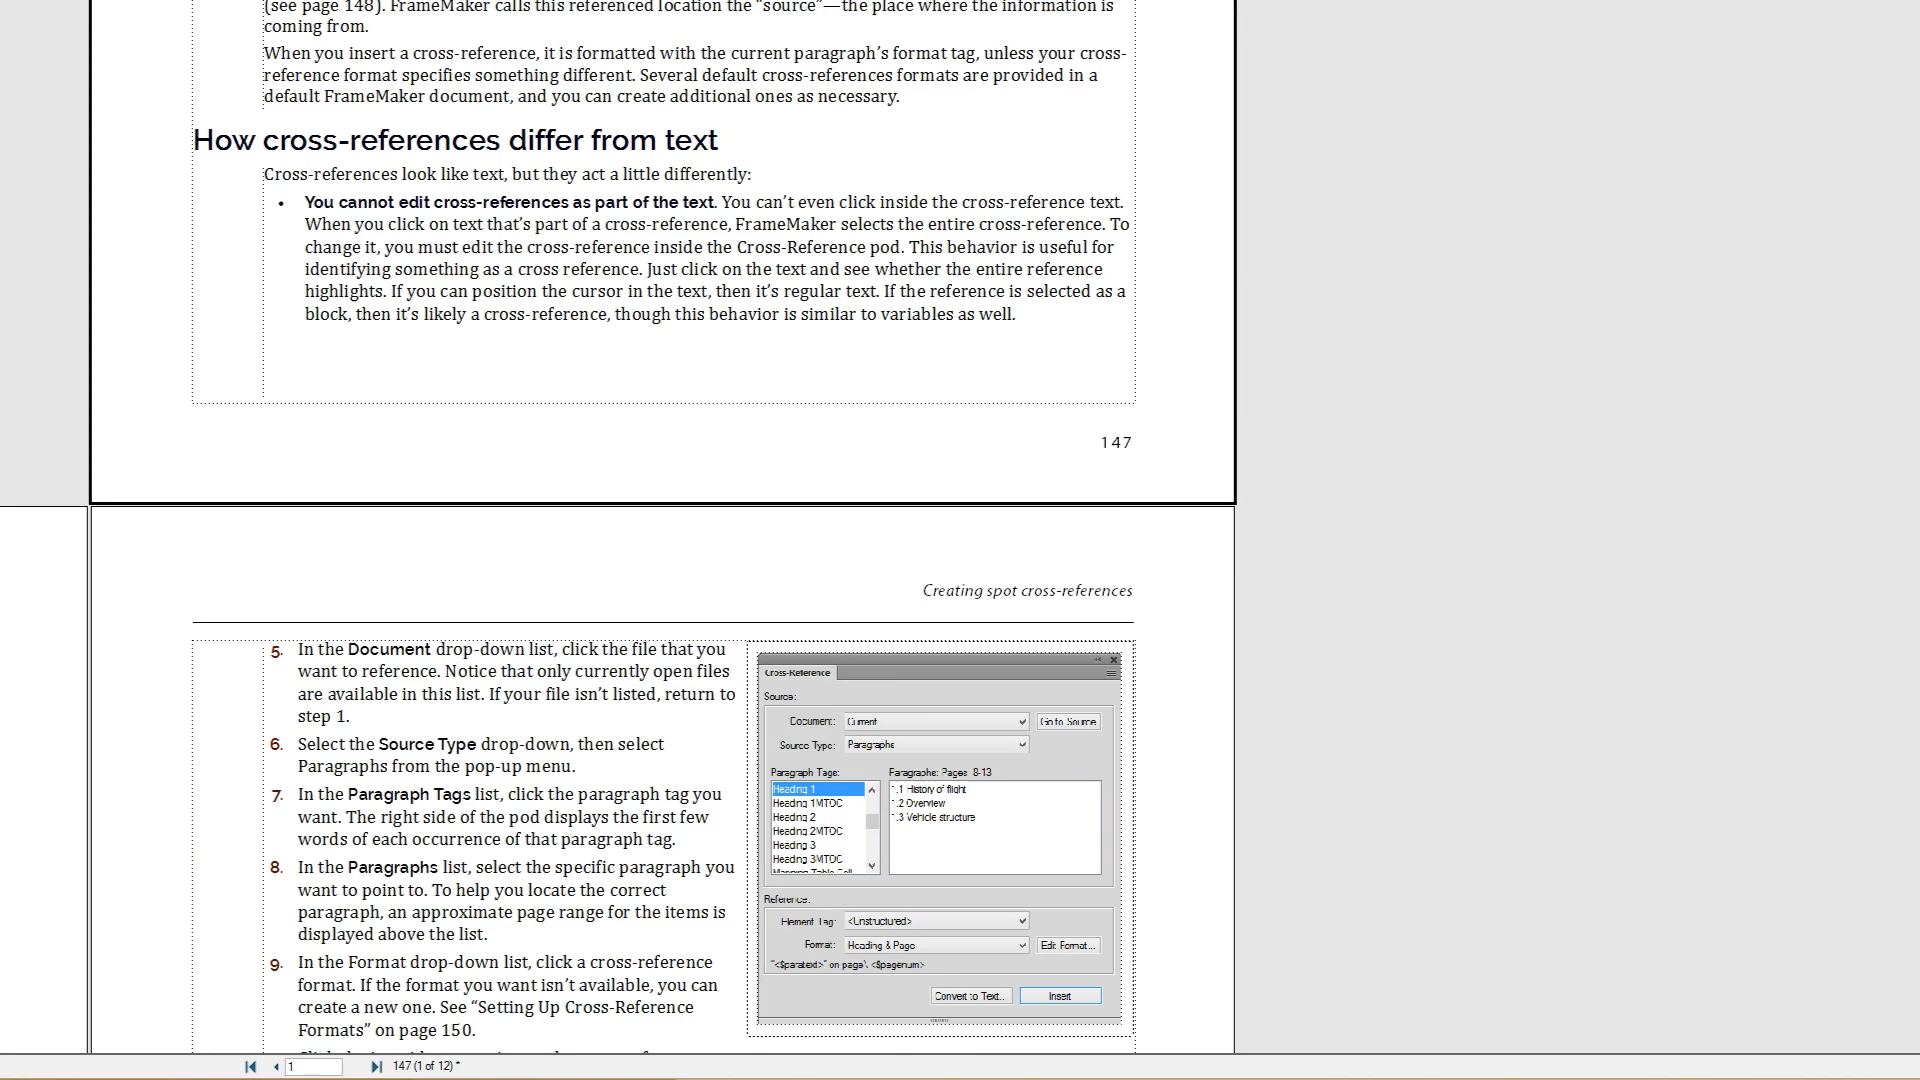 (see page 148). FrameMaker calls this referenced location the “source”—the place where the information is
coming from.
When you insert a cross-reference, it is formatted with the current paragraph’s format tag, unless your cross-
reference format specifies something different. Several default cross-references formats are provided in a
default FrameMaker document, and you can create additional ones as necessary.
How cross-references differ from text
Cross-references look like text, but they act a little differently:
• You cannot edit cross-references as part of the text. You can’t even click inside the cross-reference text.
When you click on text that’s part of a cross-reference, FrameMaker selects the entire cross-reference. To
change it, you must edit the cross-reference inside the Cross-Reference pod. This behavior is useful for
identifying something as a cross reference. Just click on the text and see whether the entire reference
highlights. If you can position the cursor in the text, then it’s regular text. If the reference is selected as a
block, then it’s likely a cross-reference, though this behavior is similar to variables as well.
147
Creating spot cross-references
5. In the Document drop-down list, click the file that you
want to reference. Notice that only currently open files
are available in this list. If your file isn’t listed, return to
step 1.
6. Select the Source Type drop-down, then select
Paragraphs from the pop-up menu.
7. In the Paragraph Tags list, click the paragraph tag you
want. The right side of the pod displays the first few
words of each occurrence of that paragraph tag.
8. In the Paragraphs list, select the specific paragraph you
want to point to. To help you locate the correct
paragraph, an approximate page range for the items is
displayed above the list.
9. In the Format drop-down list, click a cross-reference
format. If the format you want isn’t available, you can
create a new one. See “Setting Up Cross-Reference
Formats” on page 150.
Cross-Reference
Source:
Document: Current Go to Source
Source Type: Paragraphs
Paragraph Tags: Paragraphs: Pages 8-13
Heading 1
Heading 1MTOC
Heading 2
Heading 2MTOC
Heading 3
Heading 3MTOC
Mapping Table Cell
1.1 History of flight
1.2 Overview
1.3 Vehicle structure
Reference:
Element Tag: <Unstructured>
Format: Heading & Page Edit Format...
"<$paratext>" on page\ <$pagenum>
Convert to Text... Insert
1 147 (1 of 12) *